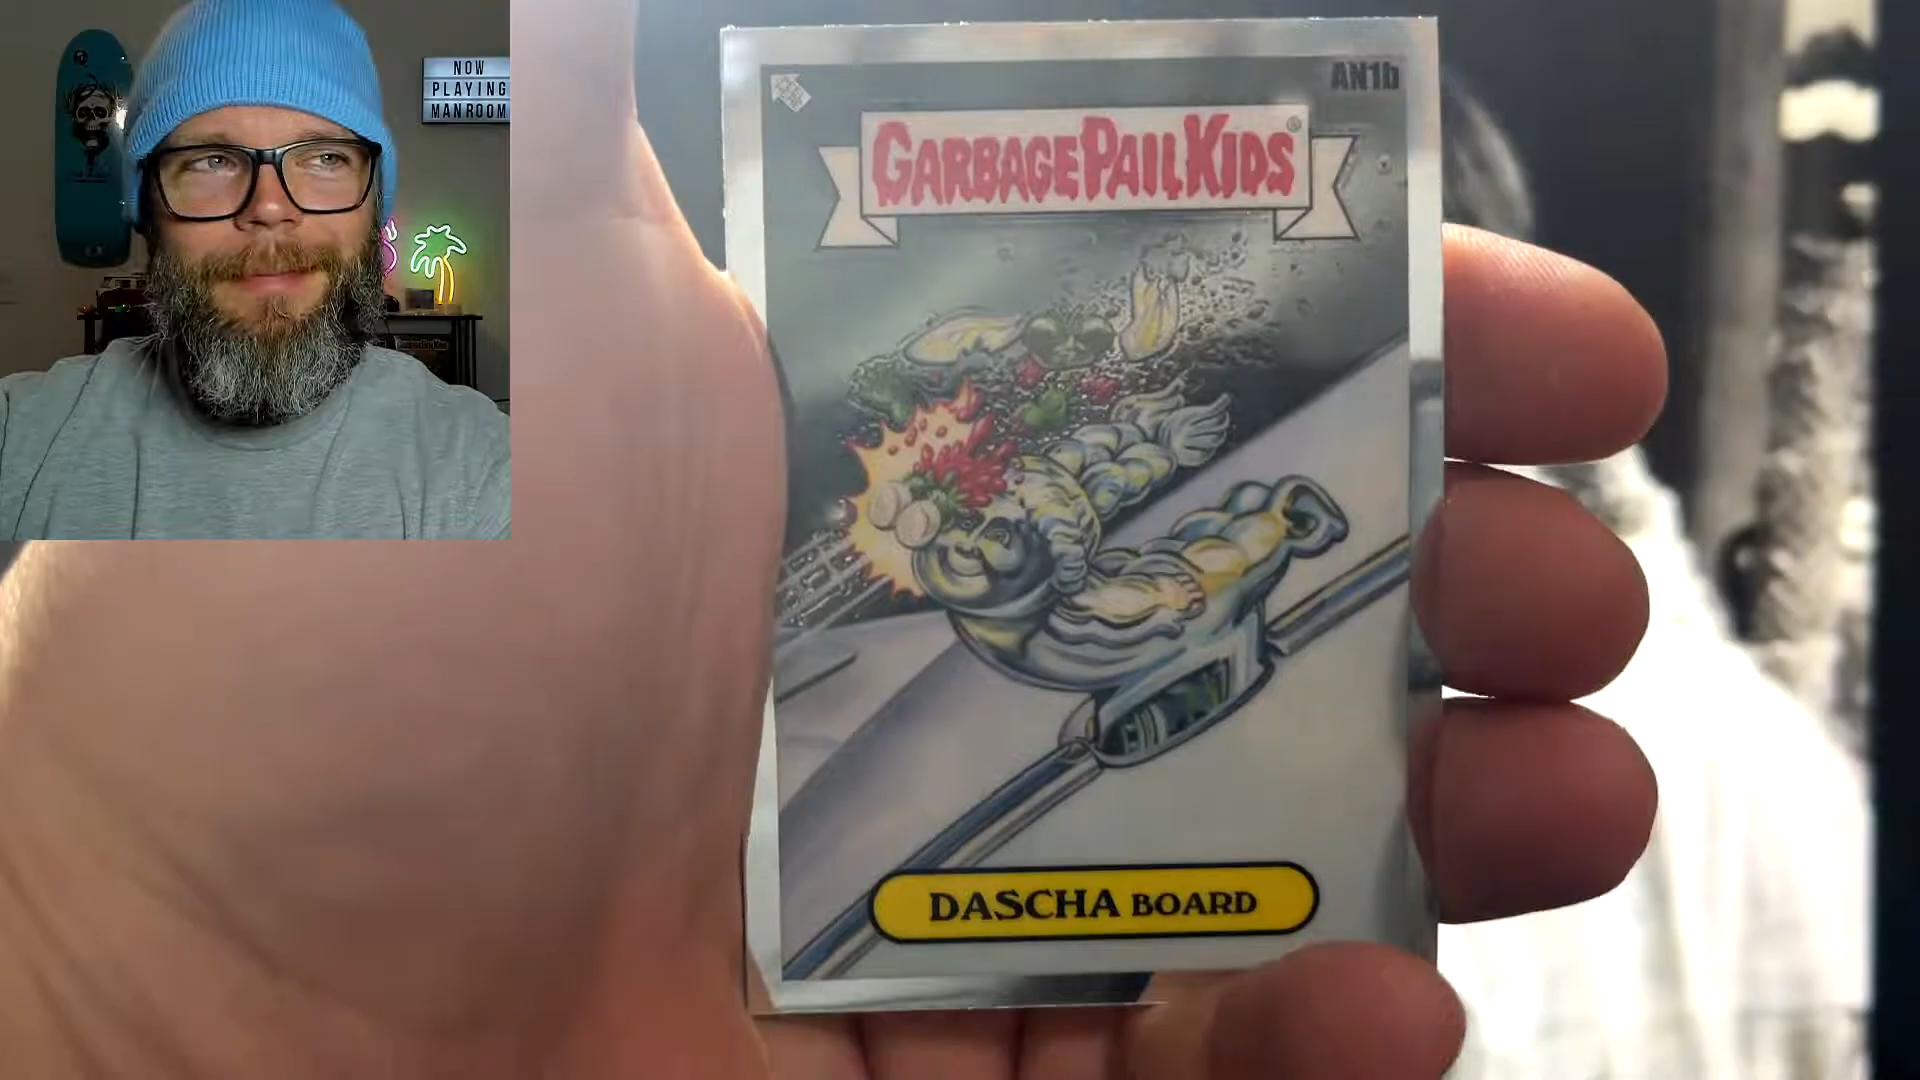 NOW
PLAYING
MANROOM
AN1b
GARBAGE PAIL KIDS®
DASCHA BOARD